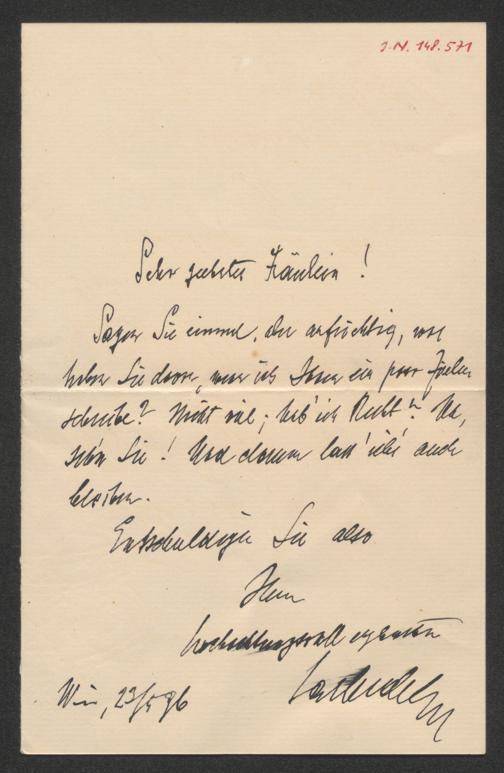 J.N. 148.571
Sehr geehrtes Fräulein!
Sagen Sie einmal, aber aufrichtig, was
haben Sie davon, wenn ich Ihnen ein paar Zeilen
schreibe? Nicht viel; hab' ich Recht? Na,
seh'n Sie! Und darum lass' ich's auch
bleiben.
Entschuldigen Sie also
Ihren
hochachtungsvoll ergebenen
Wien, 23/5 96